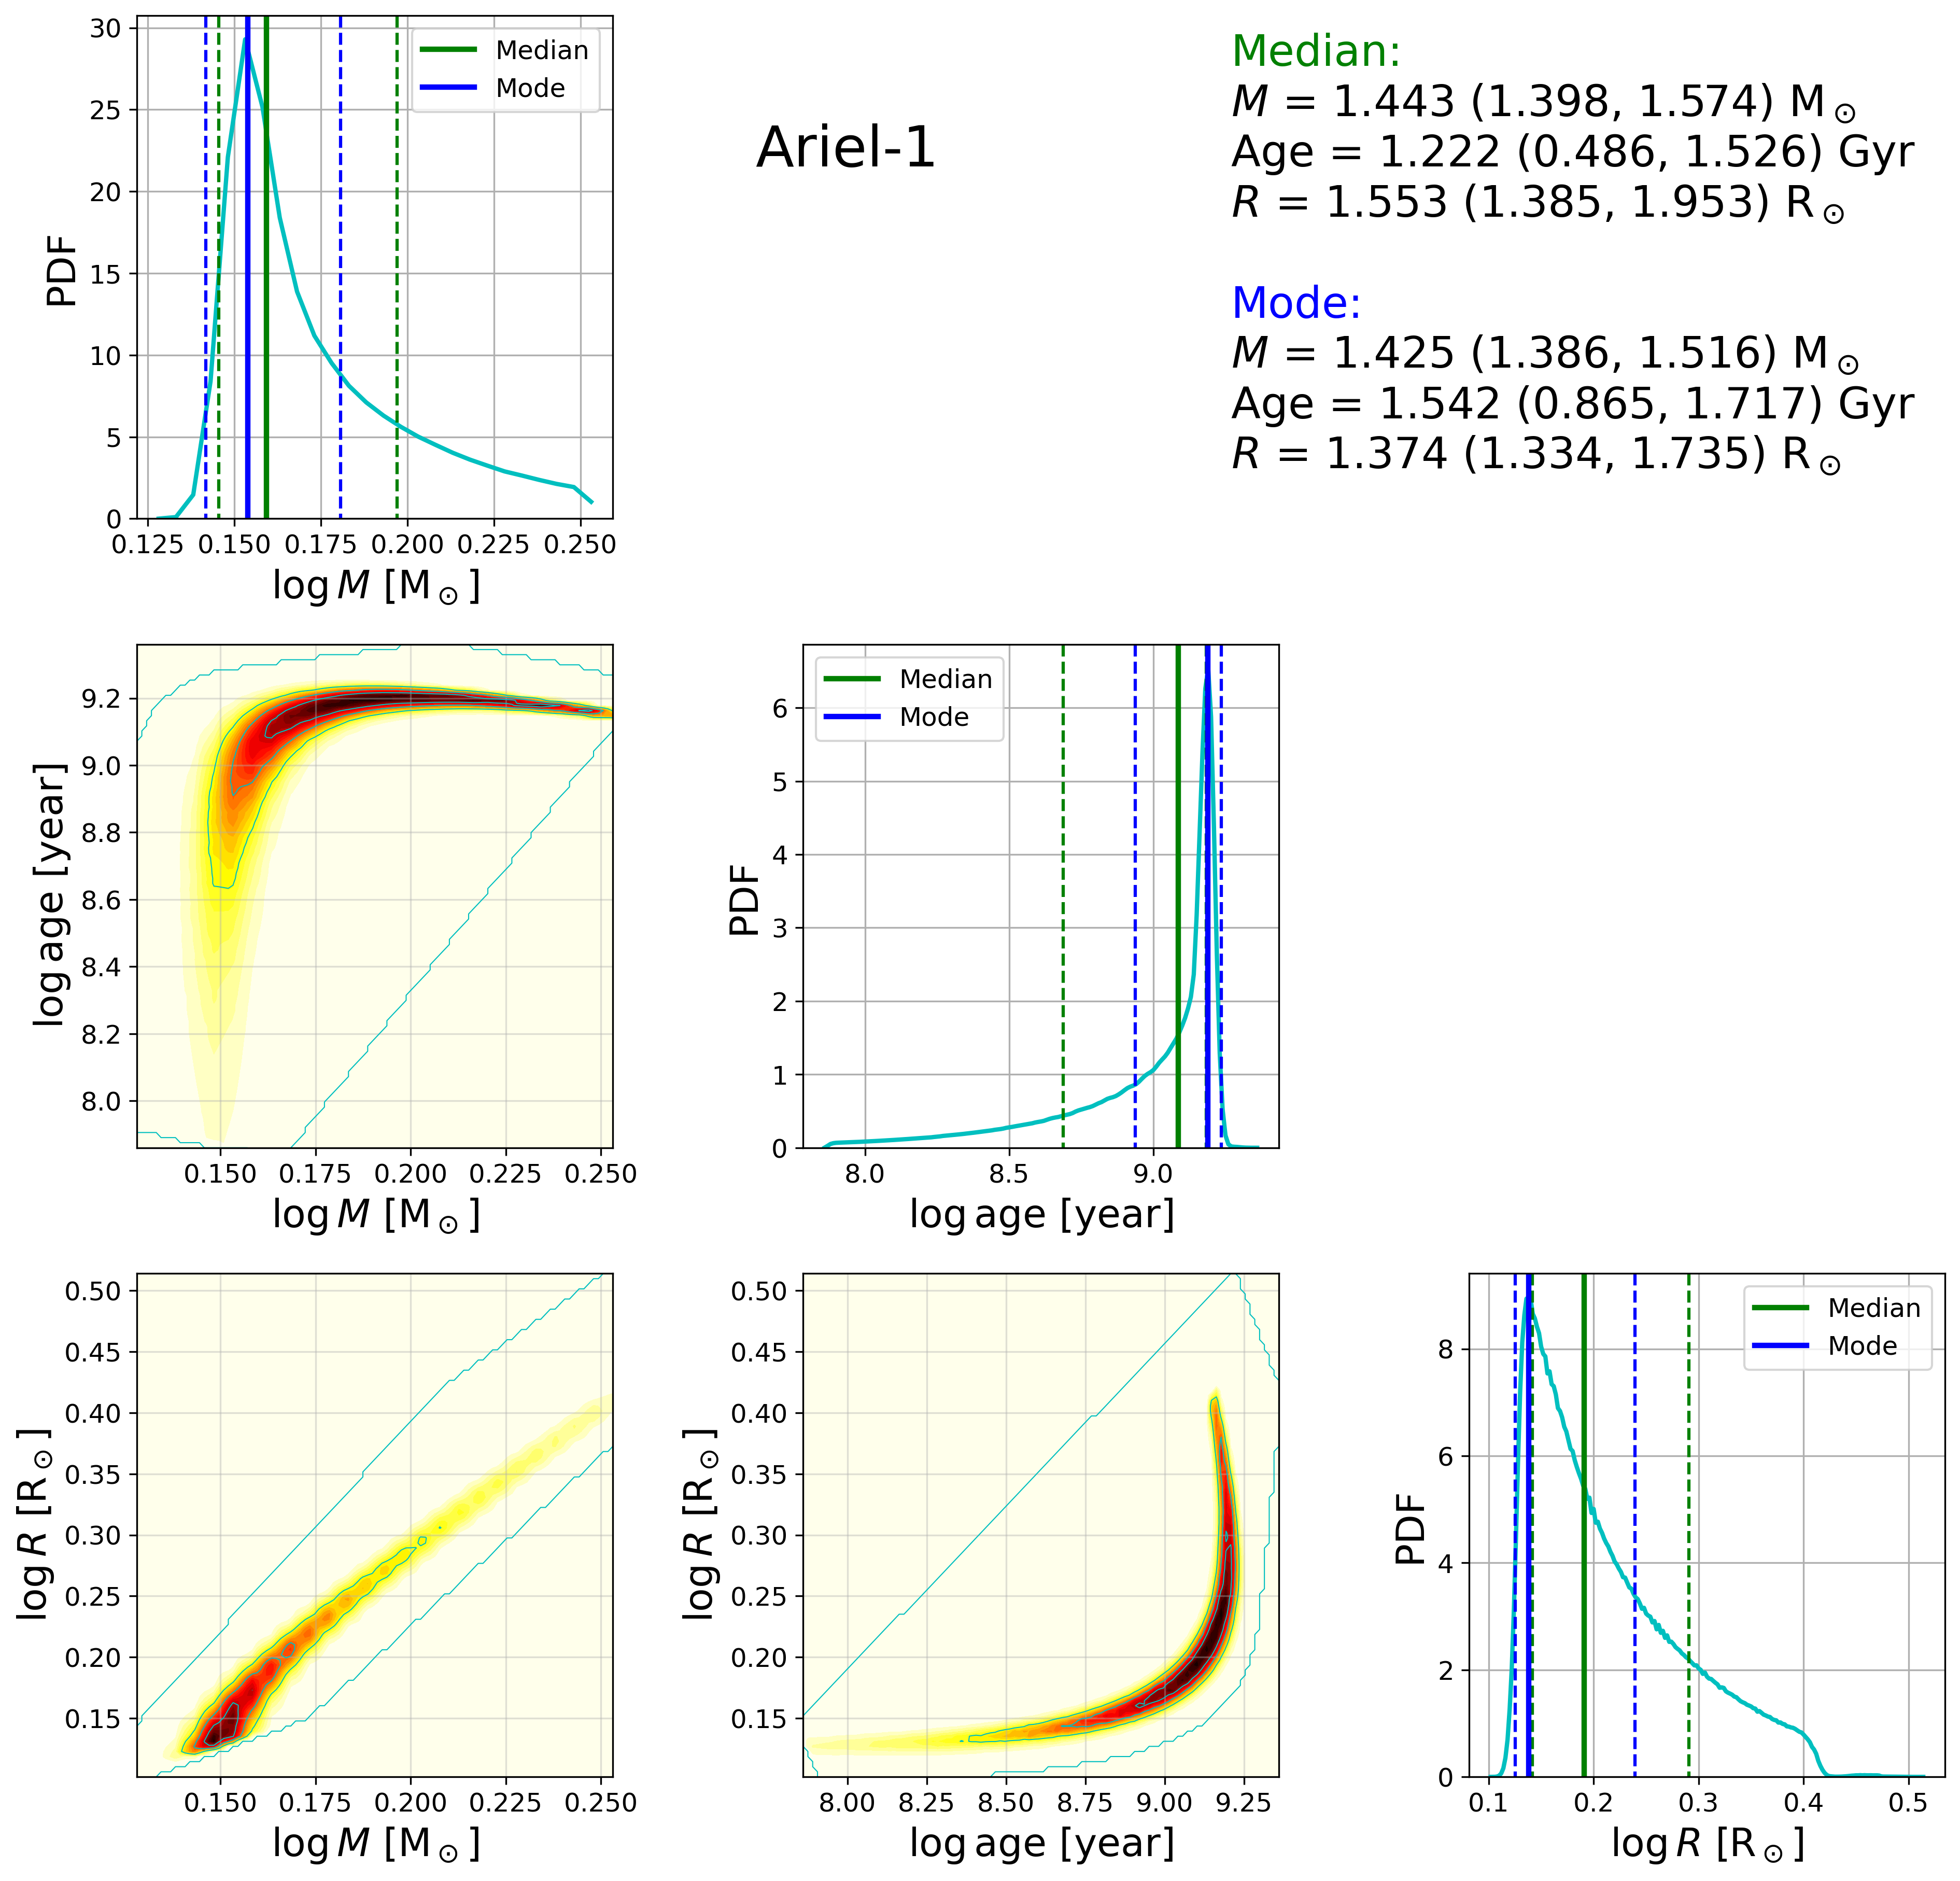 30
25
20
15
10
5
0
PDF
Median
Mode
0.125 0.150 0.175 0.200 0.225 0.250
log M [M⊙]
Ariel-1
Median:
M = 1.443 (1.398, 1.574) M⊙
Age = 1.222 (0.486, 1.526) Gyr
R = 1.553 (1.385, 1.953) R⊙
Mode:
M = 1.425 (1.386, 1.516) M⊙
Age = 1.542 (0.865, 1.717) Gyr
R = 1.374 (1.334, 1.735) R⊙
9.2
9.0
8.8
8.6
8.4
8.2
8.0
log age [year]
0.150 0.175 0.200 0.225 0.250
log M [M⊙]
6
5
4
3
2
1
0
PDF
Median
Mode
8.0 8.5 9.0
log age [year]
0.50
0.45
0.40
0.35
0.30
0.25
0.20
0.15
log R [R⊙]
0.150 0.175 0.200 0.225 0.250
log M [M⊙]
0.50
0.45
0.40
0.35
0.30
0.25
0.20
0.15
log R [R⊙]
8.00 8.25 8.50 8.75 9.00 9.25
log age [year]
8
6
4
2
0
PDF
Median
Mode
0.1 0.2 0.3 0.4 0.5
log R [R⊙]